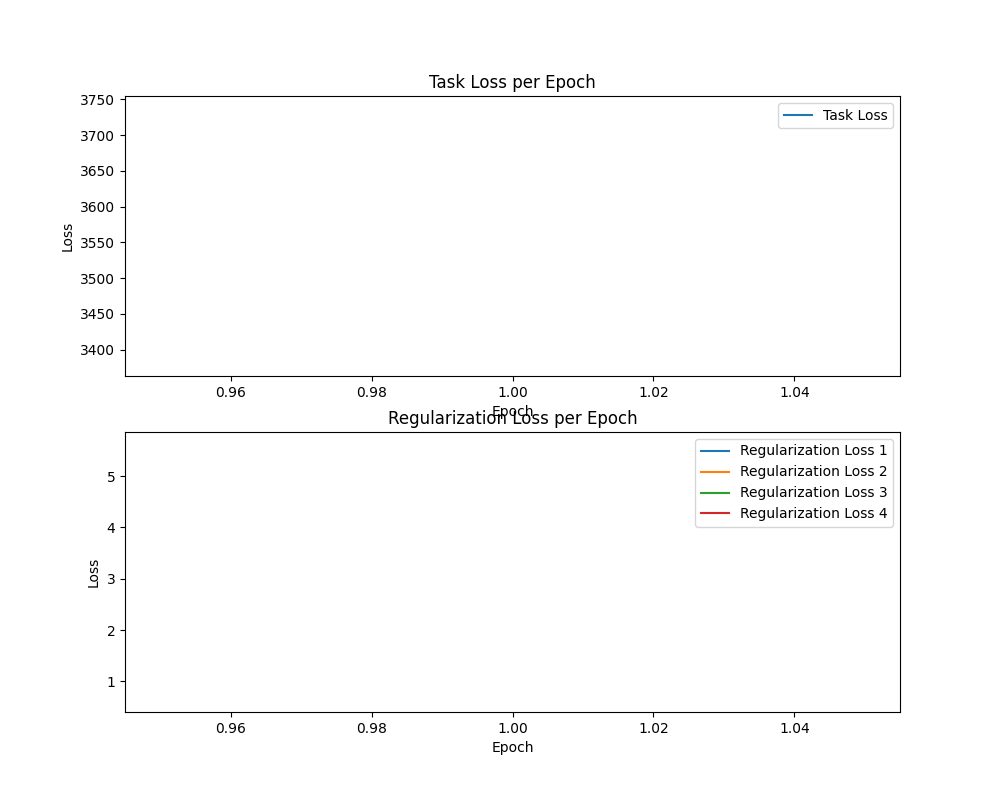 Task Loss per Epoch
3750
3700
3650
3600
3550
3500
3450
3400
Loss
Task Loss
0.96 0.98 1.00 1.02 1.04
Epoch
Regularization Loss per Epoch
5
4
3
2
1
Loss
Regularization Loss 1
Regularization Loss 2
Regularization Loss 3
Regularization Loss 4
0.96 0.98 1.00 1.02 1.04
Epoch